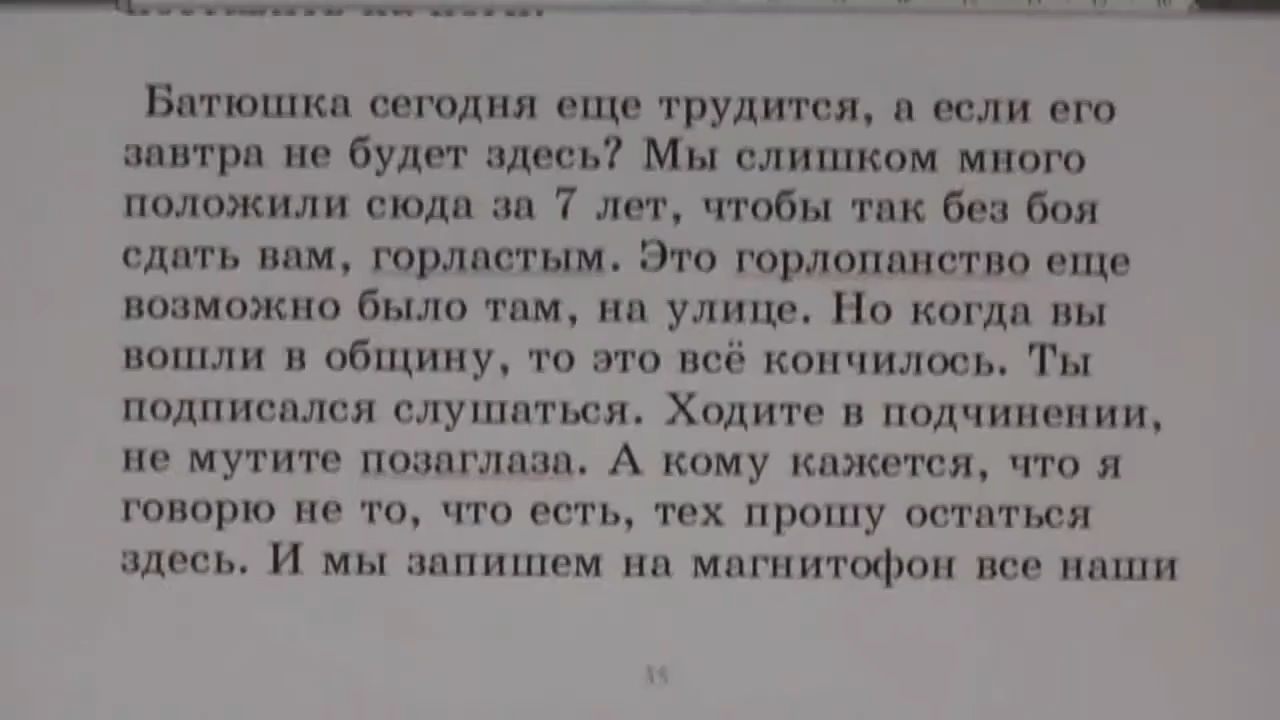 Батюшка сегодня еще трудится, а если его
завтра не будет здесь? Мы слишком много
положили сюда за 7 лет, чтобы так без боя
сдать вам, горластым. Это горлопанство еще
возможно было там, на улице. Но когда вы
вошли в общину, то это всё кончилось. Ты
подписался слушаться. Ходите в подчинении,
не мутите позаглаза. А кому кажется, что я
говорю не то, что есть, тех прошу остаться
здесь. И мы запишем на магнитофон все наши